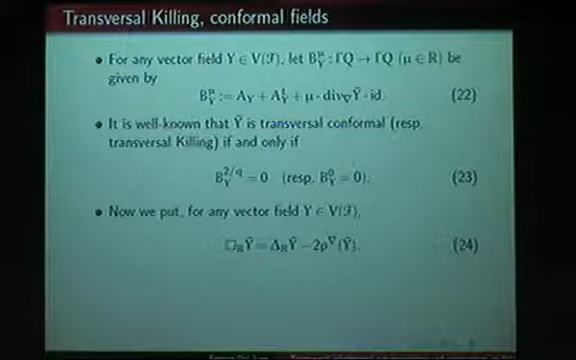 Transversal Killing, conformal fields
• For any vector field Y ∈ V(ℱ), let B_Y^μ : ΓQ → ΓQ (μ ∈ R) be
given by
B_Y^μ := A_Y + A_Y^t + μ · div_∇ Ȳ · id. (22)
• It is well-known that Ȳ is transversal conformal (resp.
transversal Killing) if and only if
B_Y^{2/q} = 0 (resp. B_Y^0 = 0). (23)
• Now we put, for any vector field Y ∈ V(ℱ),
□_B Ȳ = Δ_B Ȳ − 2ρ^∇(Ȳ). (24)